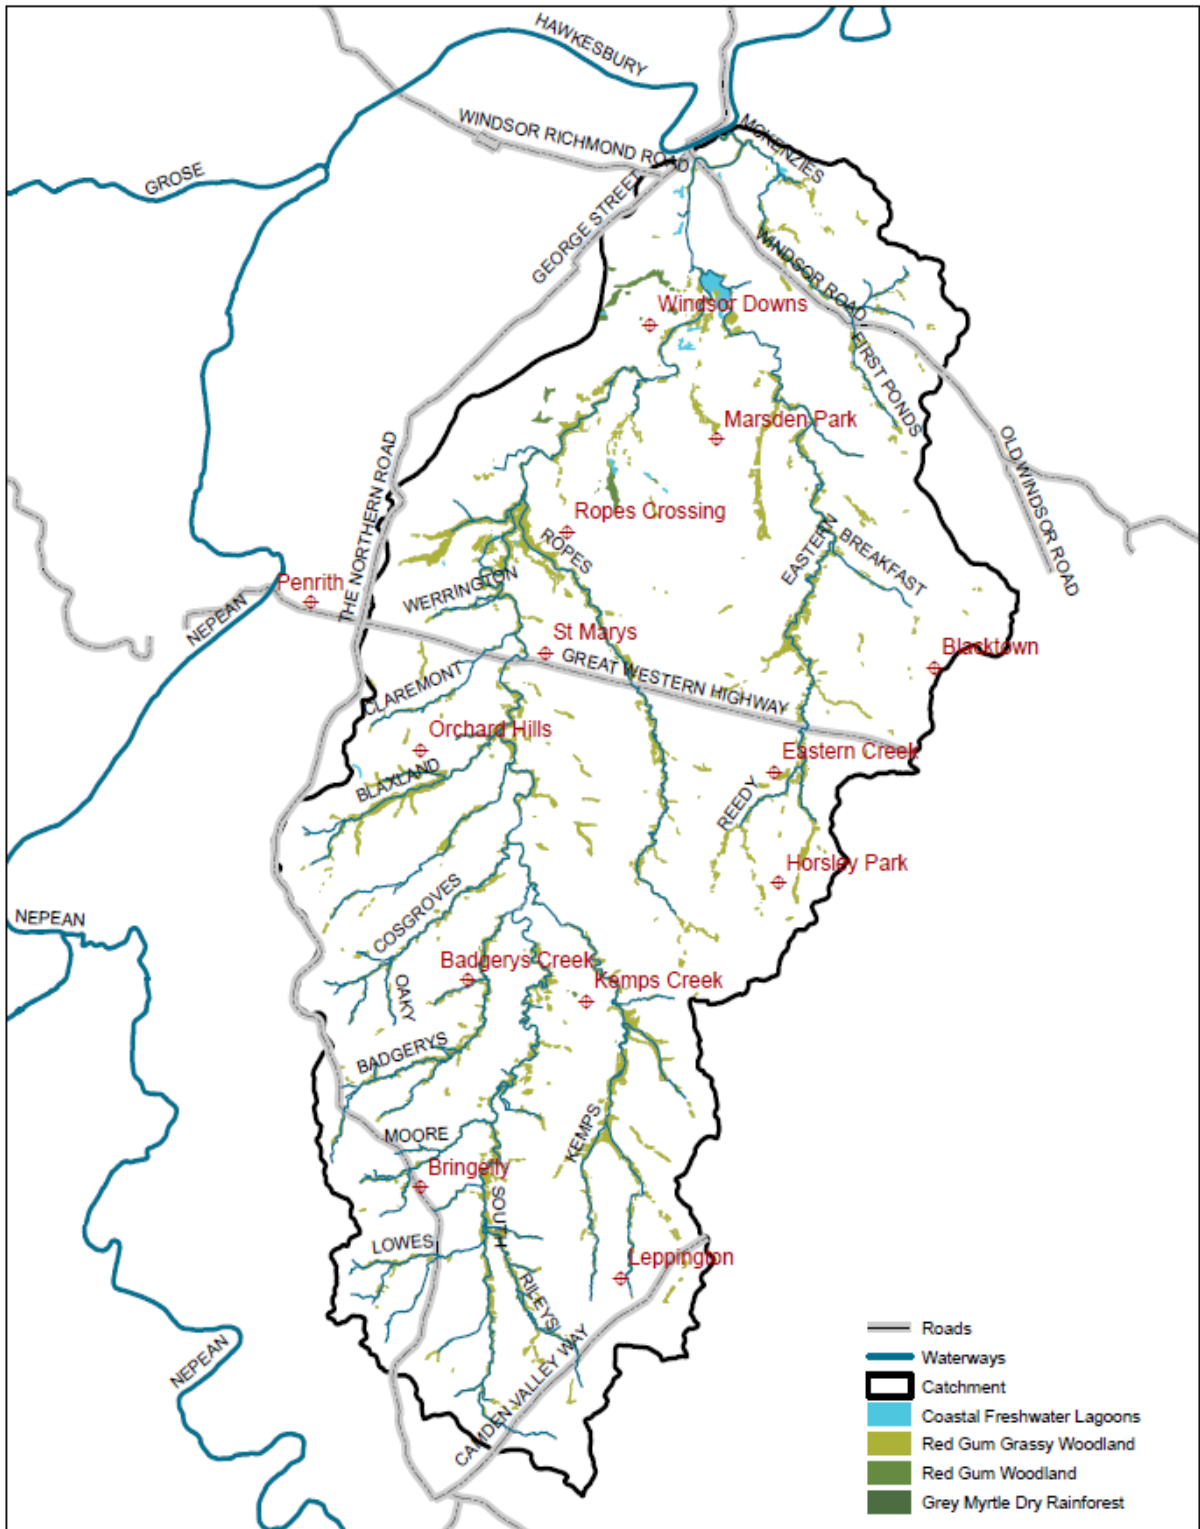 HAWKESBURY
WINDSOR RICHMOND ROAD
MCKENZIES
GROSE
GEORGE STREET
WINDSOR ROAD
Windsor Downs
FIRST PONDS
Marsden Park
OLD WINDSOR ROAD
THE NORTHERN ROAD
Ropes Crossing
ROPES
EASTERN
BREAKFAST
Penrith
WERRINGTON
NEPEAN
St Marys
GREAT WESTERN HIGHWAY
Blacktown
CLAREMONT
Orchard Hills
Eastern Creek
BLAXLAND
REEDY
Horsley Park
NEPEAN
COSGROVES
Badgerys Creek
Kemps Creek
OAKY
BADGERYS
KEMPS
MOORE
Bringelly
SOUTH
LOWES
Leppington
RILEYS
NEPEAN
CAMDEN VALLEY WAY
Roads
Waterways
Catchment
Coastal Freshwater Lagoons
Red Gum Grassy Woodland
Red Gum Woodland
Grey Myrtle Dry Rainforest